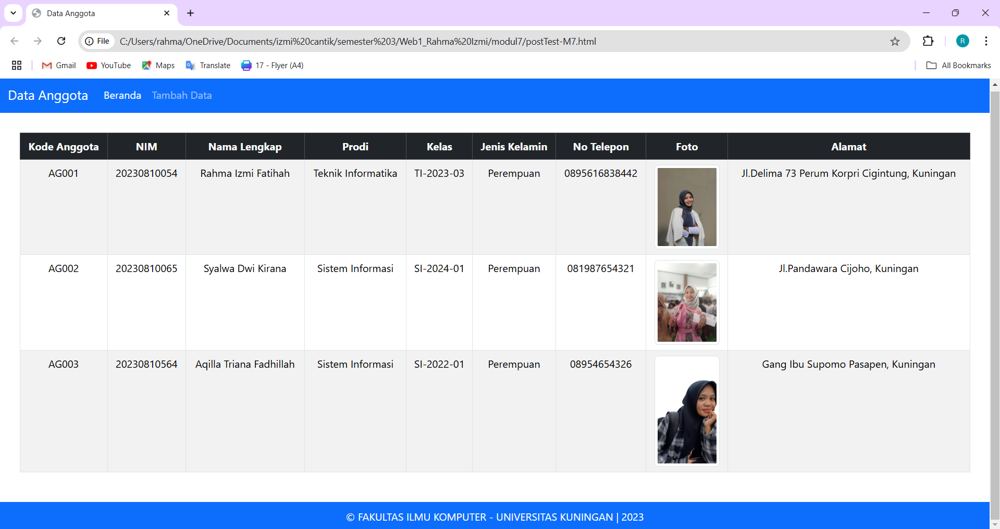 Data Anggota
File C:/Users/rahma/OneDrive/Documents/izmi%20cantik/semester%203/Web1_Rahma%20Izmi/modul7/postTest-M7.html R
Gmail YouTube Maps Translate 17 - Flyer (A4) All Bookmarks
Data Anggota Beranda Tambah Data
Kode Anggota NIM Nama Lengkap Prodi Kelas Jenis Kelamin No Telepon Foto Alamat
AG001 20230810054 Rahma Izmi Fatihah Teknik Informatika TI-2023-03 Perempuan 0895616838442 Jl.Delima 73 Perum Korpri Cigintung, Kuningan
AG002 20230810065 Syalwa Dwi Kirana Sistem Informasi SI-2024-01 Perempuan 081987654321 Jl.Pandawara Cijoho, Kuningan
AG003 20230810564 Aqilla Triana Fadhillah Sistem Informasi SI-2022-01 Perempuan 08954654326 Gang Ibu Supomo Pasapen, Kuningan
© FAKULTAS ILMU KOMPUTER - UNIVERSITAS KUNINGAN | 2023